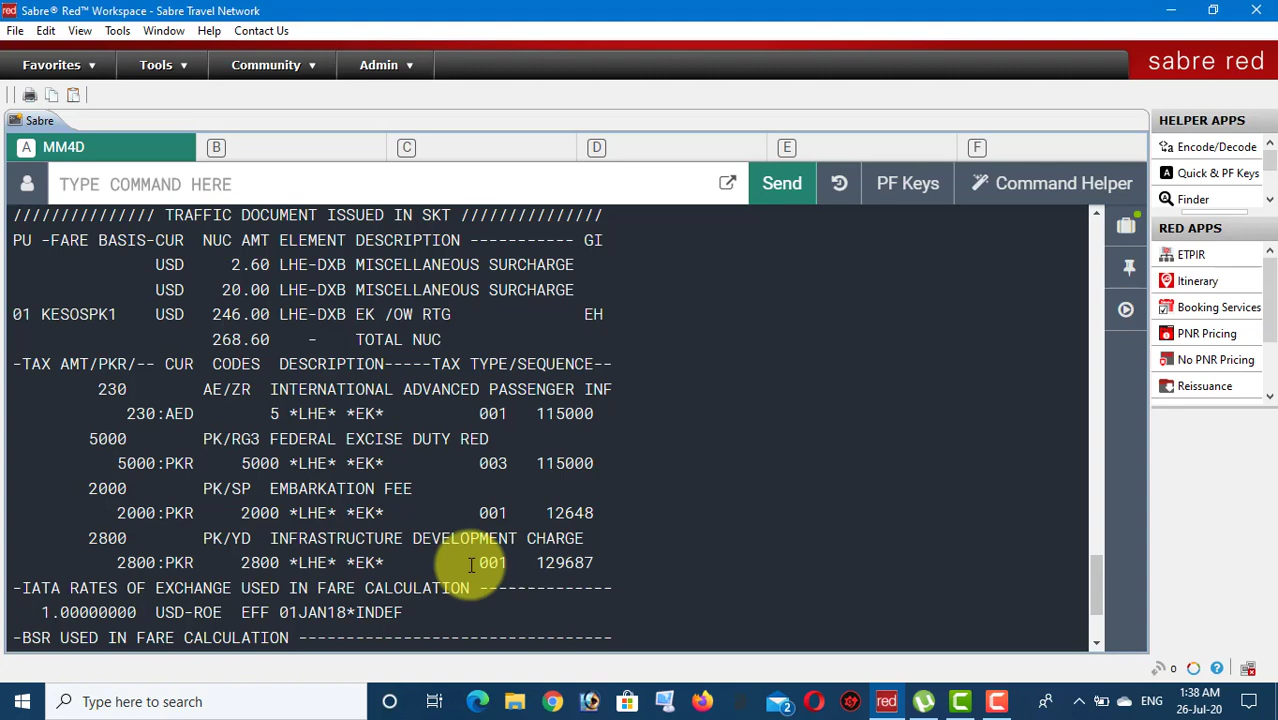 red Sabre® Red™ Workspace - Sabre Travel Network
File Edit View Tools Window Help Contact Us
Favorites Tools Community Admin sabre red
Sabre
A MM4D B C D E F
TYPE COMMAND HERE Send PF Keys Command Helper
/////////////// TRAFFIC DOCUMENT ISSUED IN SKT ///////////////
PU -FARE BASIS-CUR NUC AMT ELEMENT DESCRIPTION ----------- GI
USD 2.60 LHE-DXB MISCELLANEOUS SURCHARGE
USD 20.00 LHE-DXB MISCELLANEOUS SURCHARGE
01 KESOSPK1 USD 246.00 LHE-DXB EK /OW RTG EH
268.60 - TOTAL NUC
-TAX AMT/PKR/-- CUR CODES DESCRIPTION-----TAX TYPE/SEQUENCE--
230 AE/ZR INTERNATIONAL ADVANCED PASSENGER INF
230:AED 5 *LHE* *EK* 001 115000
5000 PK/RG3 FEDERAL EXCISE DUTY RED
5000:PKR 5000 *LHE* *EK* 003 115000
2000 PK/SP EMBARKATION FEE
2000:PKR 2000 *LHE* *EK* 001 12648
2800 PK/YD INFRASTRUCTURE DEVELOPMENT CHARGE
2800:PKR 2800 *LHE* *EK* 001 129687
-IATA RATES OF EXCHANGE USED IN FARE CALCULATION --------------
1.00000000 USD-ROE EFF 01JAN18*INDEF
-BSR USED IN FARE CALCULATION ---------------------------------
HELPER APPS
Encode/Decode
A Quick & PF Keys
Finder
RED APPS
ETPIR
Itinerary
Booking Services
PNR Pricing
No PNR Pricing
Reissuance
0
Type here to search
red
2
ENG
1:38 AM
26-Jul-20